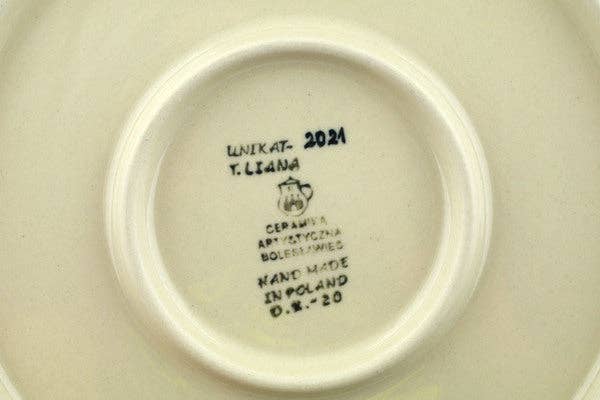 UNIKAT- 2021
T. LIANA
CERAMIKA
ARTYSTYCZNA
BOLESŁAWIEC
HAND MADE
IN POLAND
D.K.-20